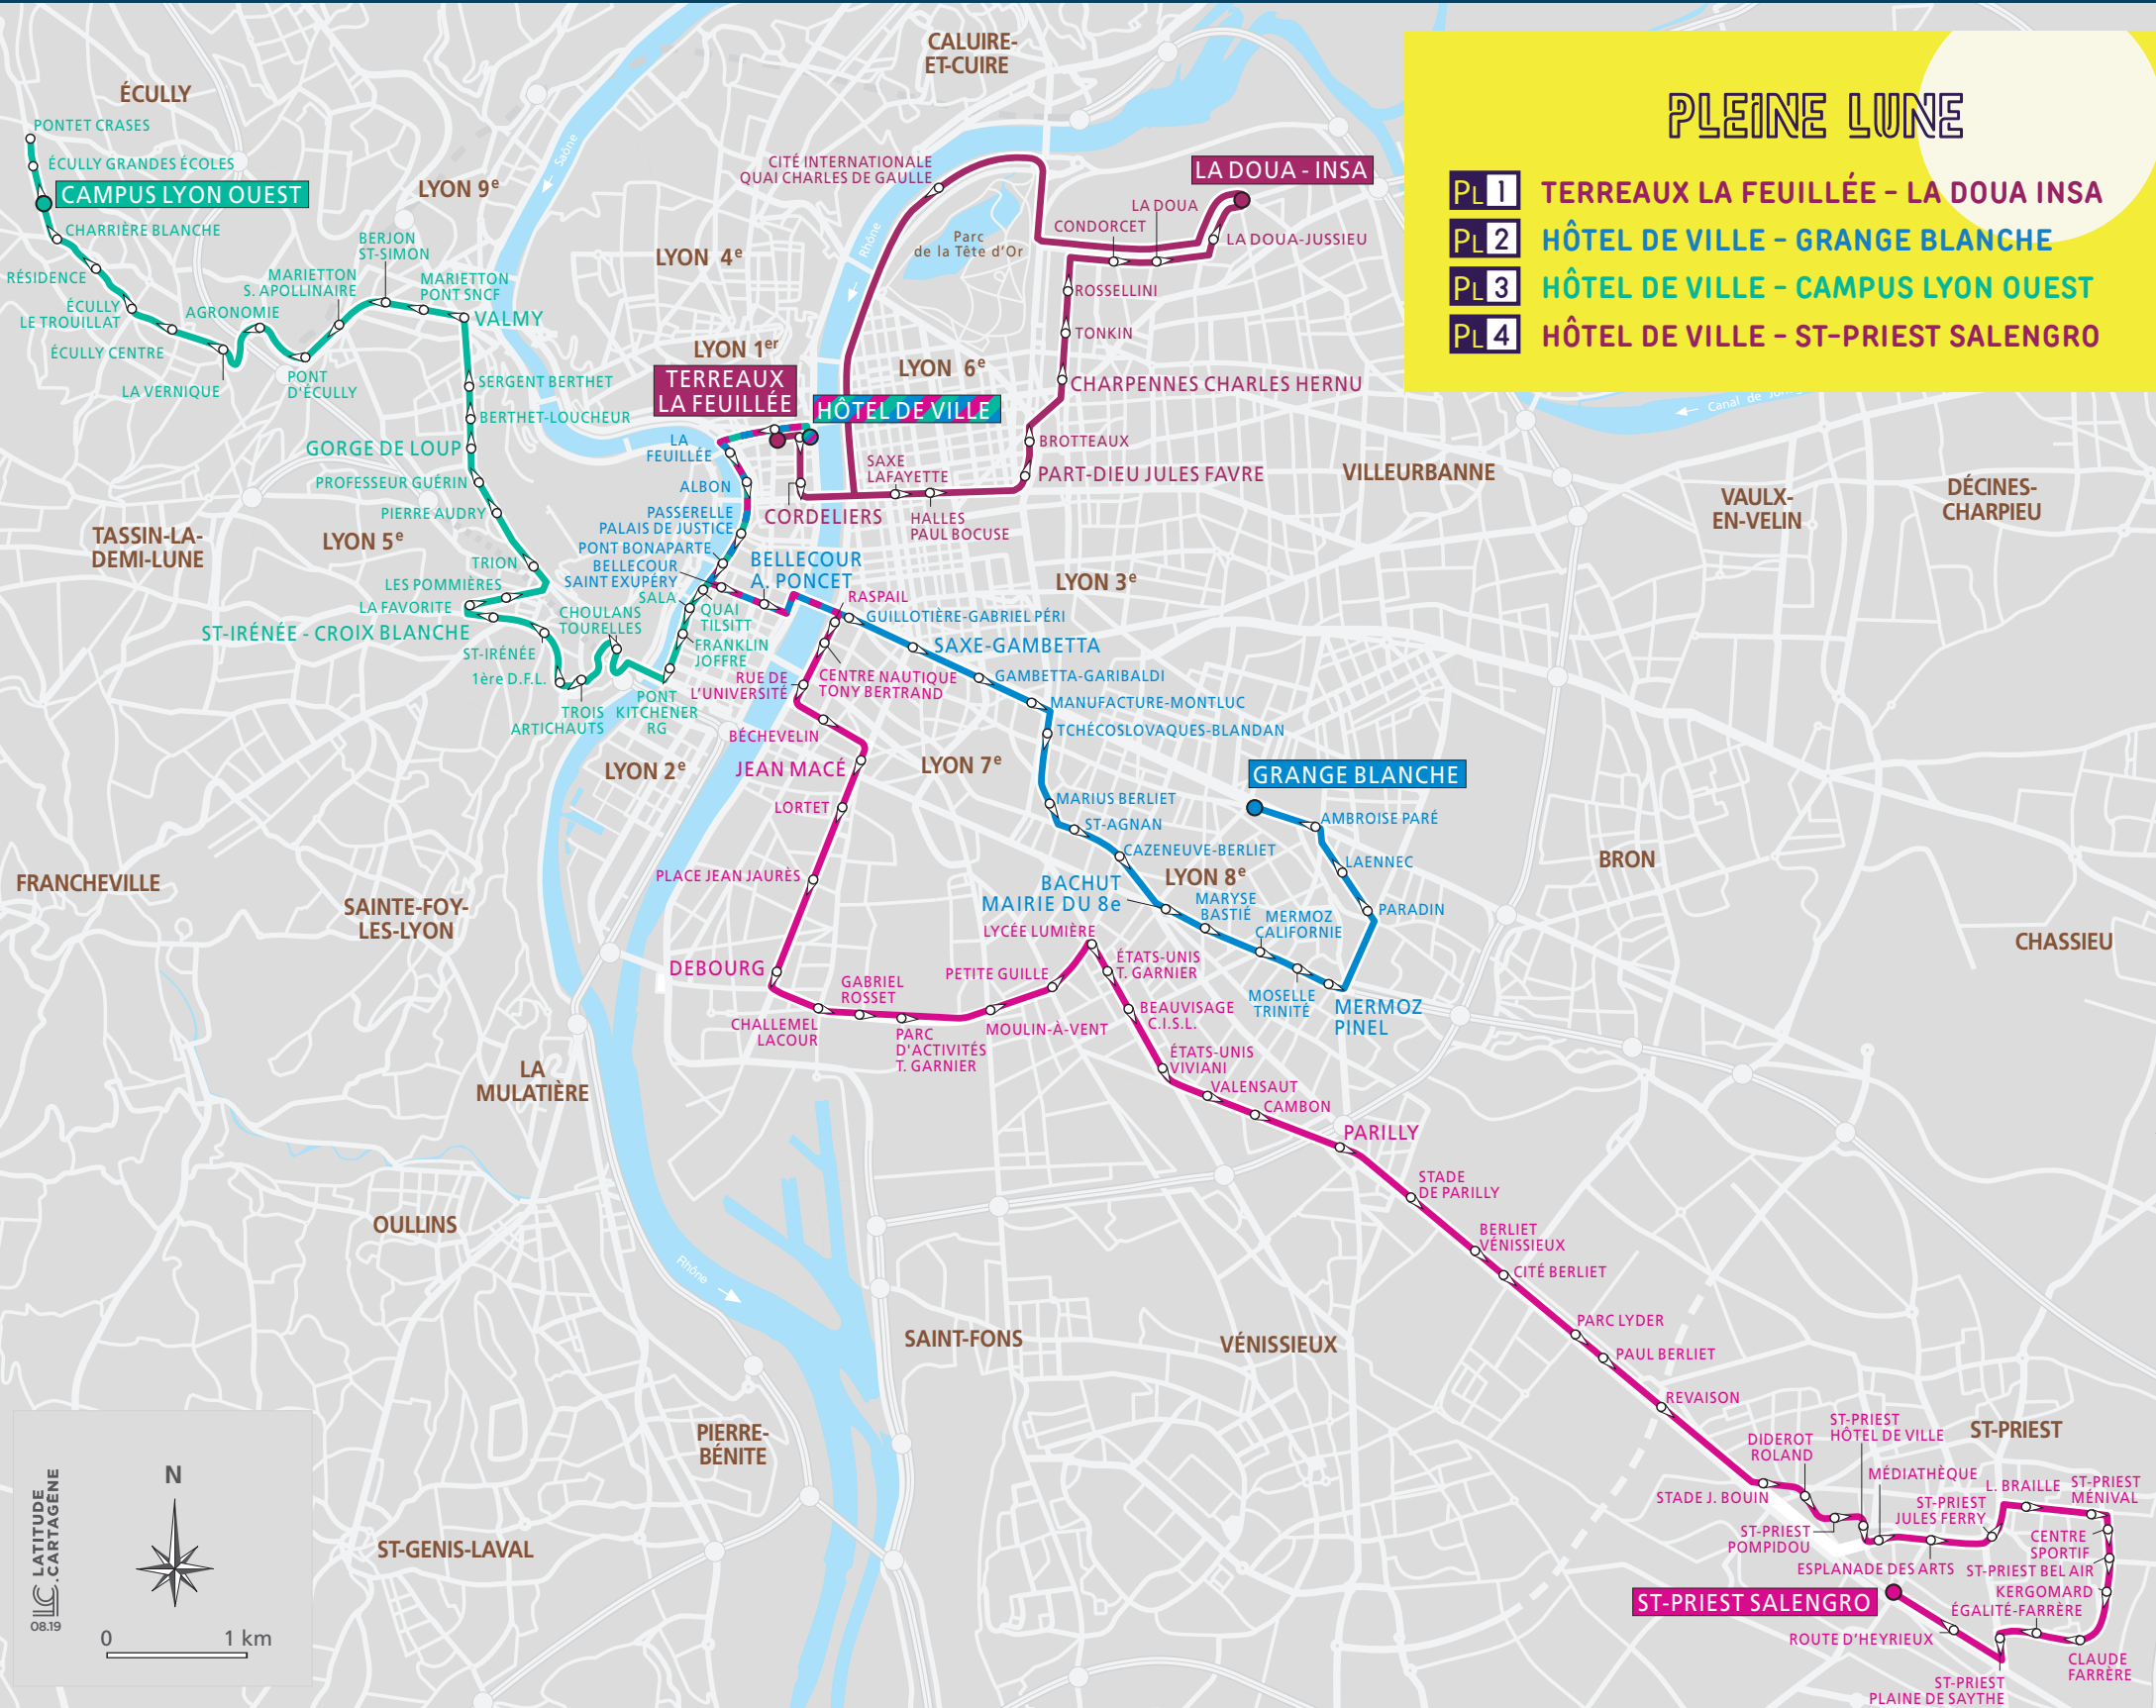 PLEINE LUNE
PL 1 TERREAUX LA FEUILLÉE – LA DOUA INSA
PL 2 HÔTEL DE VILLE – GRANGE BLANCHE
PL 3 HÔTEL DE VILLE – CAMPUS LYON OUEST
PL 4 HÔTEL DE VILLE – ST-PRIEST SALENGRO
CALUIRE-
ET-CUIRE
ÉCULLY
PONTET CRASES
ÉCULLY GRANDES ÉCOLES
CAMPUS LYON OUEST
CHARRIÈRE BLANCHE
RÉSIDENCE
ÉCULLY
LE TROUILLAT
ÉCULLY CENTRE
LA VERNIQUE
AGRONOMIE
PONT
D'ÉCULLY
MARIETTON
S. APOLLINAIRE
BERJON
ST-SIMON
MARIETTON
PONT SNCF
VALMY
LYON 9e
Saône
SERGENT BERTHET
BERTHET-LOUCHEUR
GORGE DE LOUP
PROFESSEUR GUÉRIN
PIERRE AUDRY
LYON 5e
TASSIN-LA-
DEMI-LUNE
TRION
LES POMMIÈRES
LA FAVORITE
ST-IRÉNÉE - CROIX BLANCHE
ST-IRÉNÉE
1ère D.F.L.
TROIS
ARTICHAUTS
CHOULANS
TOURELLES
PONT
KITCHENER
RG
FRANKLIN
JOFFRE
SALA
QUAI
TILSITT
CITÉ INTERNATIONALE
QUAI CHARLES DE GAULLE
Rhône
Parc
de la Tête d'Or
LYON 4e
LYON 1er
LYON 6e
TERREAUX
LA FEUILLÉE
HÔTEL DE VILLE
LA DOUA - INSA
LA DOUA
CONDORCET
LA DOUA-JUSSIEU
ROSSELLINI
TONKIN
CHARPENNES CHARLES HERNU
BROTTEAUX
PART-DIEU JULES FAVRE
SAXE
LAFAYETTE
HALLES
PAUL BOCUSE
CORDELIERS
LA
FEUILLÉE
ALBON
PASSERELLE
PALAIS DE JUSTICE
PONT BONAPARTE
BELLECOUR
SAINT EXUPÉRY
BELLECOUR
A. PONCET
VILLEURBANNE
VAULX-
EN-VELIN
DÉCINES-
CHARPIEU
LYON 3e
RASPAIL
GUILLOTIÈRE-GABRIEL PÉRI
SAXE-GAMBETTA
GAMBETTA-GARIBALDI
MANUFACTURE-MONTLUC
TCHÉCOSLOVAQUES-BLANDAN
MARIUS BERLIET
ST-AGNAN
CAZENEUVE-BERLIET
BACHUT
MAIRIE DU 8e
LYON 8e
MARYSE
BASTIÉ
MERMOZ
CALIFORNIE
MOSELLE
TRINITÉ
MERMOZ
PINEL
PARADIN
LAENNEC
AMBROISE PARÉ
GRANGE BLANCHE
CENTRE NAUTIQUE
TONY BERTRAND
RUE DE
L'UNIVERSITÉ
BÉCHEVELIN
JEAN MACÉ
LORTET
PLACE JEAN JAURÈS
DEBOURG
LYON 2e
LYON 7e
CHALLEMEL
LACOUR
GABRIEL
ROSSET
PARC
D'ACTIVITÉS
T. GARNIER
MOULIN-À-VENT
PETITE GUILLE
LYCÉE LUMIÈRE
ÉTATS-UNIS
T. GARNIER
BEAUVISAGE
C.I.S.L.
ÉTATS-UNIS
VIVIANI
VALENSAUT
CAMBON
PARILLY
STADE
DE PARILLY
BERLIET
VÉNISSIEUX
CITÉ BERLIET
PARC LYDER
PAUL BERLIET
REVAISON
STADE J. BOUIN
DIDEROT
ROLAND
ST-PRIEST
POMPIDOU
ST-PRIEST
HÔTEL DE VILLE
MÉDIATHÈQUE
ESPLANADE DES ARTS
ST-PRIEST
JULES FERRY
L. BRAILLE
ST-PRIEST
MÉNIVAL
CENTRE
SPORTIF
ST-PRIEST BEL AIR
KERGOMARD
CLAUDE
FARRÈRE
ÉGALITÉ-FARRÈRE
ST-PRIEST
PLAINE DE SAYTHE
ROUTE D'HEYRIEUX
ST-PRIEST SALENGRO
ST-PRIEST
BRON
CHASSIEU
FRANCHEVILLE
SAINTE-FOY-
LES-LYON
LA
MULATIÈRE
OULLINS
Rhône
SAINT-FONS
VÉNISSIEUX
PIERRE-
BÉNITE
ST-GENIS-LAVAL
N
LATITUDE
.CARTAGÈNE
08.19
0 1 km